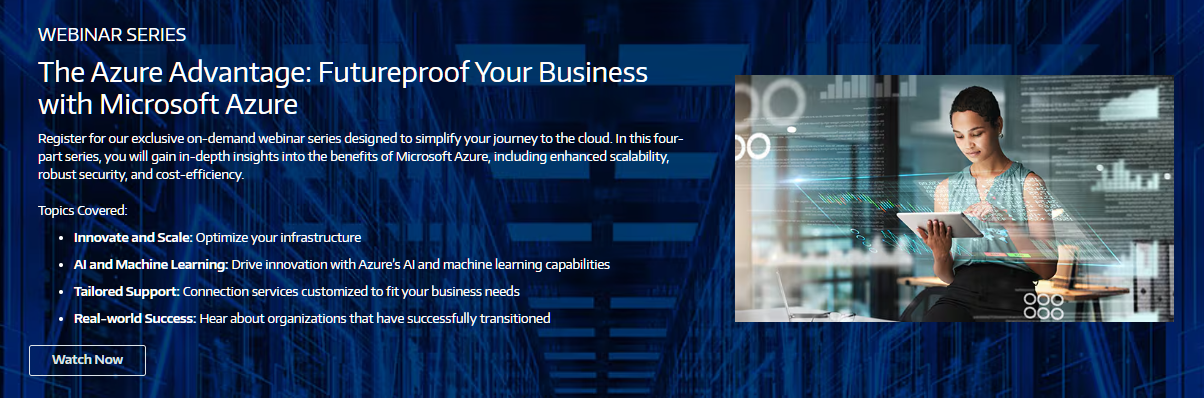 WEBINAR SERIES
The Azure Advantage: Futureproof Your Business
with Microsoft Azure
Register for our exclusive on-demand webinar series designed to simplify your journey to the cloud. In this four-
part series, you will gain in-depth insights into the benefits of Microsoft Azure, including enhanced scalability,
robust security, and cost-efficiency.
Topics Covered:
• Innovate and Scale: Optimize your infrastructure
• AI and Machine Learning: Drive innovation with Azure's AI and machine learning capabilities
• Tailored Support: Connection services customized to fit your business needs
• Real-world Success: Hear about organizations that have successfully transitioned
Watch Now